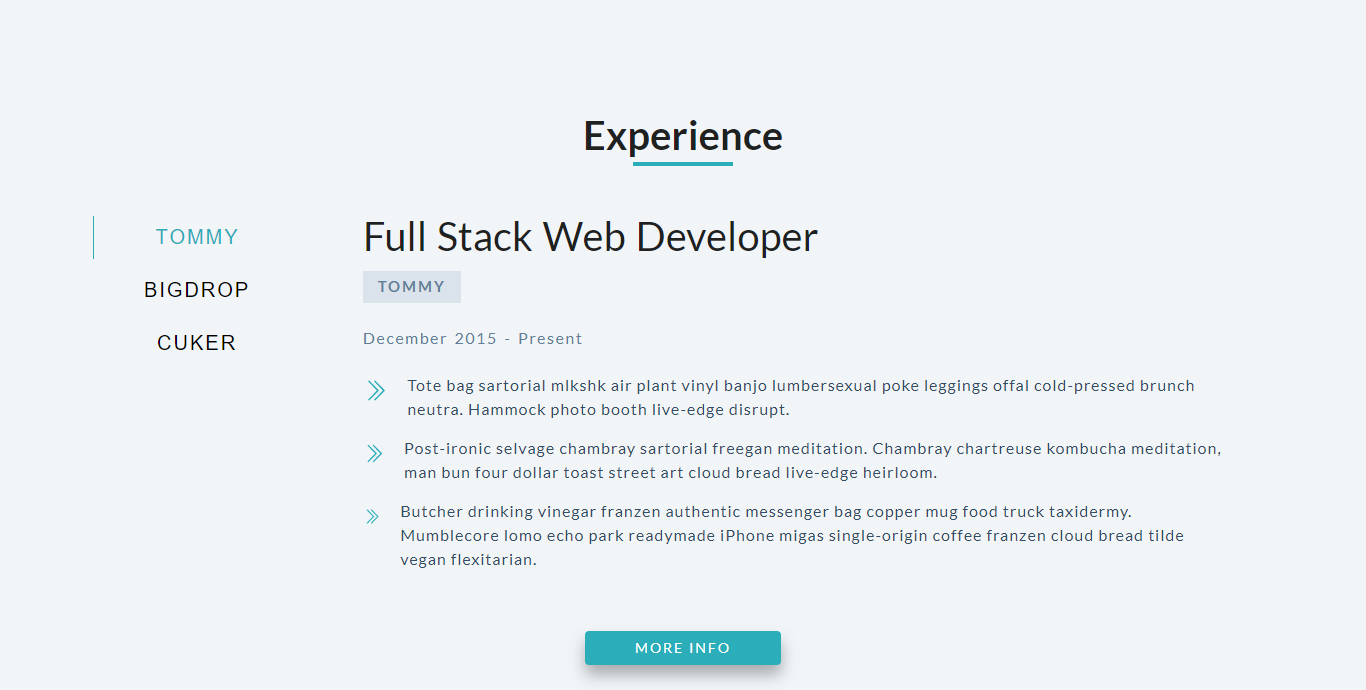 Experience
TOMMY
BIGDROP
CUKER
Full Stack Web Developer
TOMMY
December 2015 - Present
Tote bag sartorial mlkshk air plant vinyl banjo lumbersexual poke leggings offal cold-pressed brunch
neutra. Hammock photo booth live-edge disrupt.
Post-ironic selvage chambray sartorial freegan meditation. Chambray chartreuse kombucha meditation,
man bun four dollar toast street art cloud bread live-edge heirloom.
Butcher drinking vinegar franzen authentic messenger bag copper mug food truck taxidermy.
Mumblecore lomo echo park readymade iPhone migas single-origin coffee franzen cloud bread tilde
vegan flexitarian.
MORE INFO